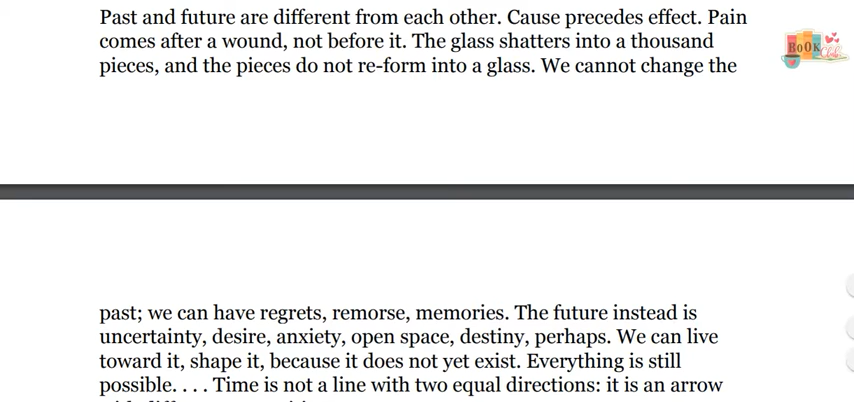 Past and future are different from each other. Cause precedes effect. Pain
comes after a wound, not before it. The glass shatters into a thousand
pieces, and the pieces do not re-form into a glass. We cannot change the
BOOK
Club
past; we can have regrets, remorse, memories. The future instead is
uncertainty, desire, anxiety, open space, destiny, perhaps. We can live
toward it, shape it, because it does not yet exist. Everything is still
possible. . . . Time is not a line with two equal directions: it is an arrow